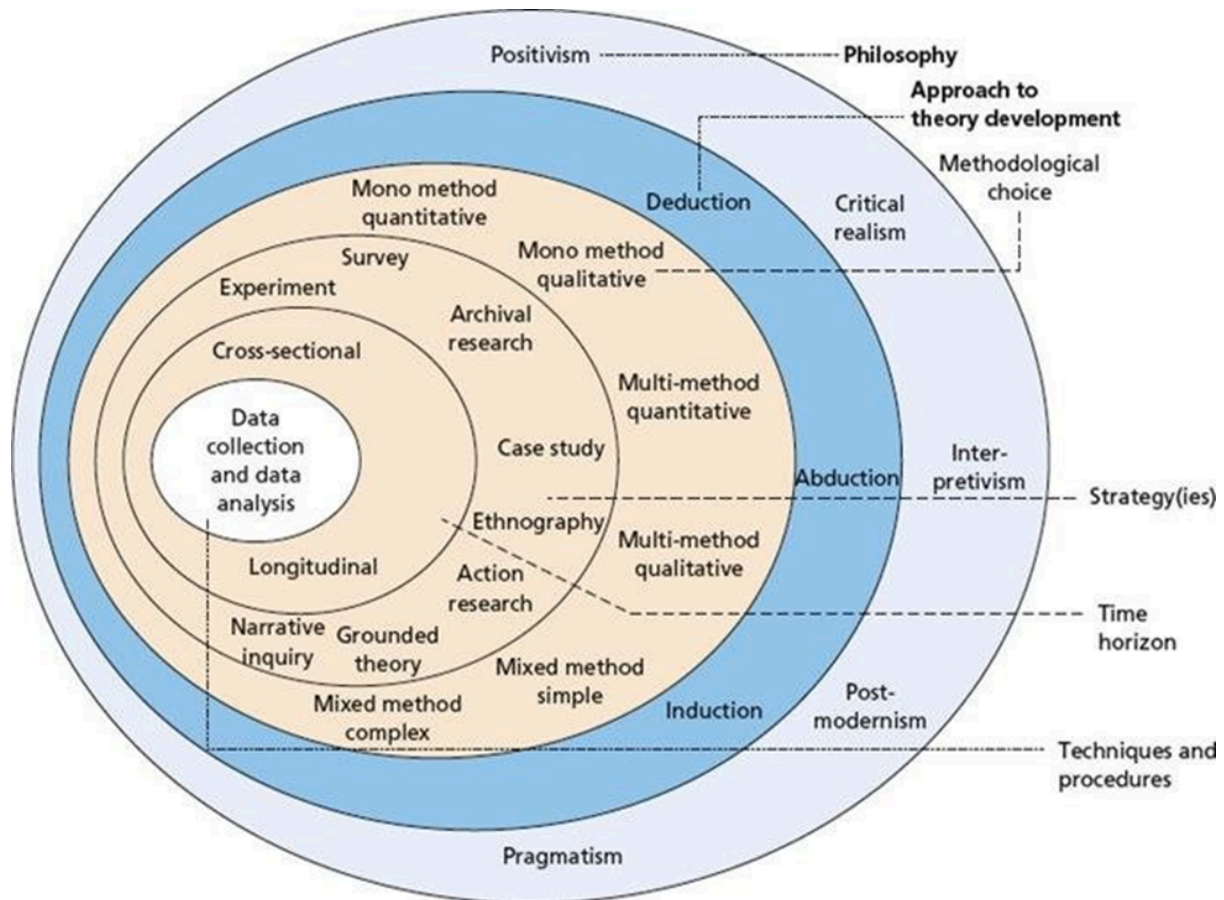 Positivism
Philosophy
Approach to
theory development
Methodological
choice
Deduction
Critical
realism
Mono method
quantitative
Mono method
qualitative
Survey
Experiment
Archival
research
Cross-sectional
Multi-method
quantitative
Data
collection
and data
analysis
Case study
Abduction
Inter-
pretivism
Strategy(ies)
Ethnography
Multi-method
qualitative
Longitudinal
Action
research
Time
horizon
Narrative
inquiry
Grounded
theory
Mixed method
simple
Mixed method
complex
Induction
Post-
modernism
Techniques and
procedures
Pragmatism